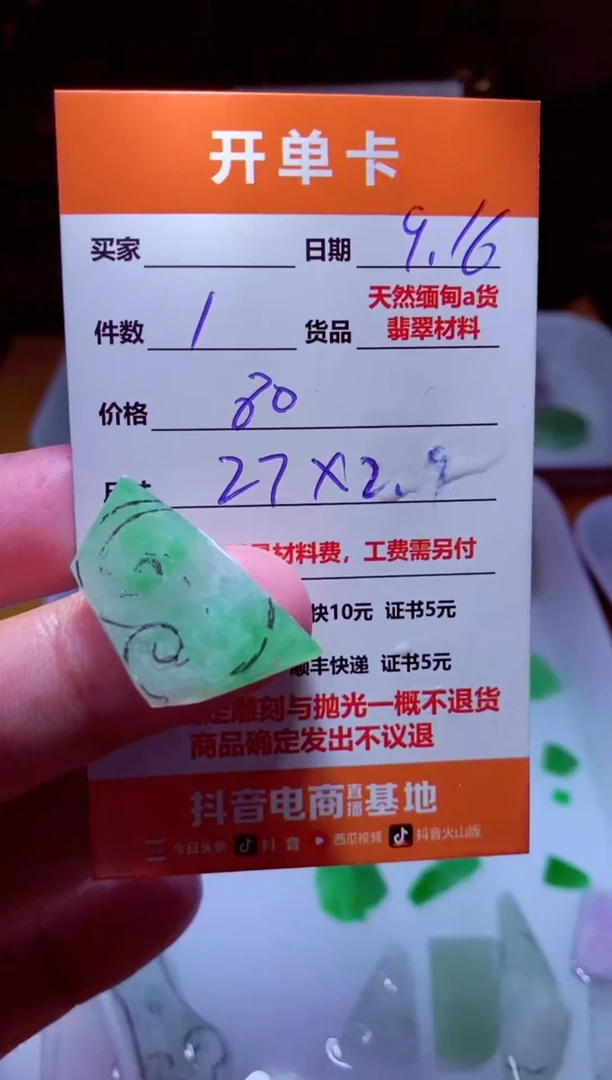 开单卡
买家 日期 9.16
天然缅甸a货
件数 1 货品 翡翠材料
价格 80
27×2.9
材料费，工费需另付
快10元 证书5元
顺丰快递 证书5元
雕刻与抛光一概不退货
商品确定发出不议退
抖音电商直播基地
今日头条 抖音 西瓜视频 抖音火山版